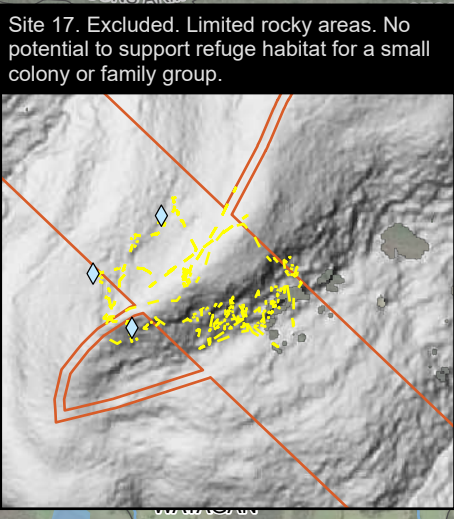 Site 17. Excluded. Limited rocky areas. No
potential to support refuge habitat for a small
colony or family group.